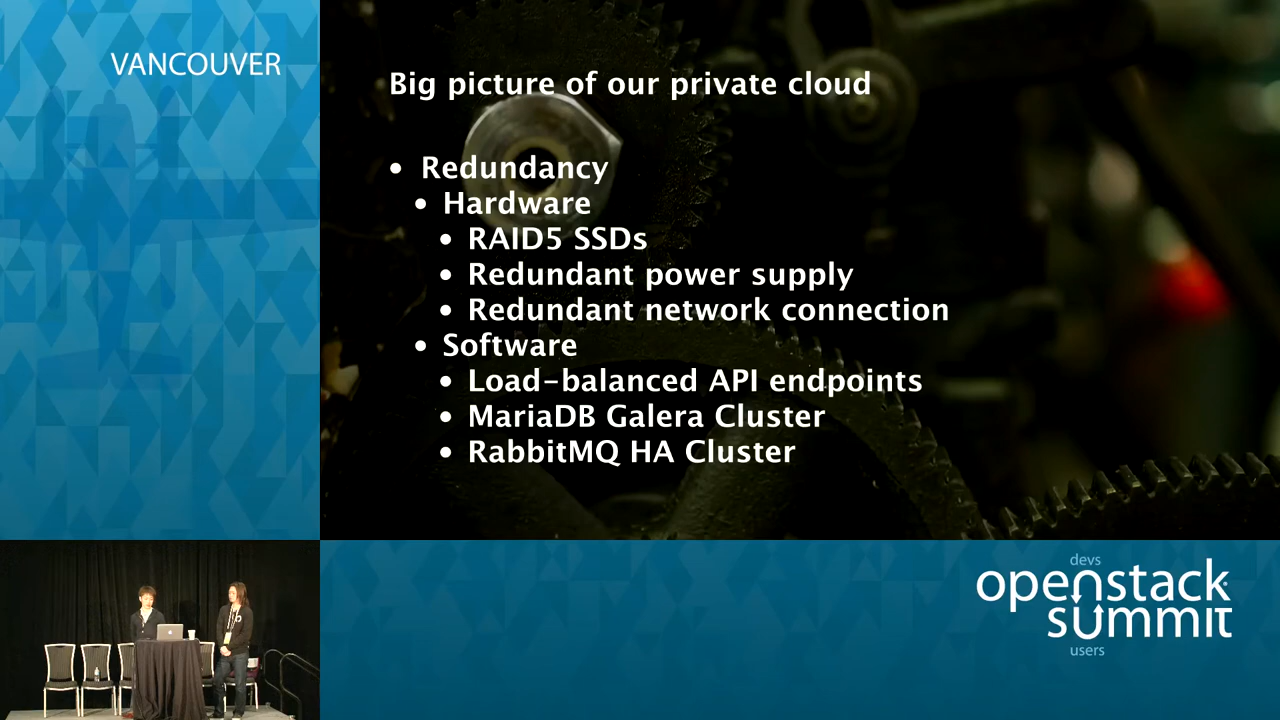 VANCOUVER
Big picture of our private cloud
• Redundancy
• Hardware
• RAID5 SSDs
• Redundant power supply
• Redundant network connection
• Software
• Load-balanced API endpoints
• MariaDB Galera Cluster
• RabbitMQ HA Cluster
devs
openstack
summit
users